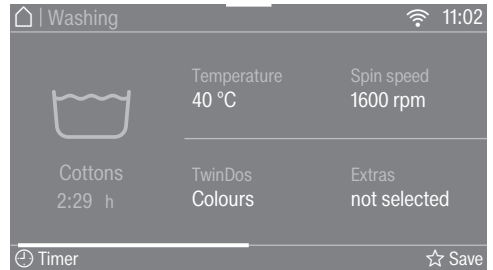 | Washing 11:02
Temperature Spin speed
40 °C 1600 rpm
Cottons TwinDos Extras
2:29 h Colours not selected
Timer Save